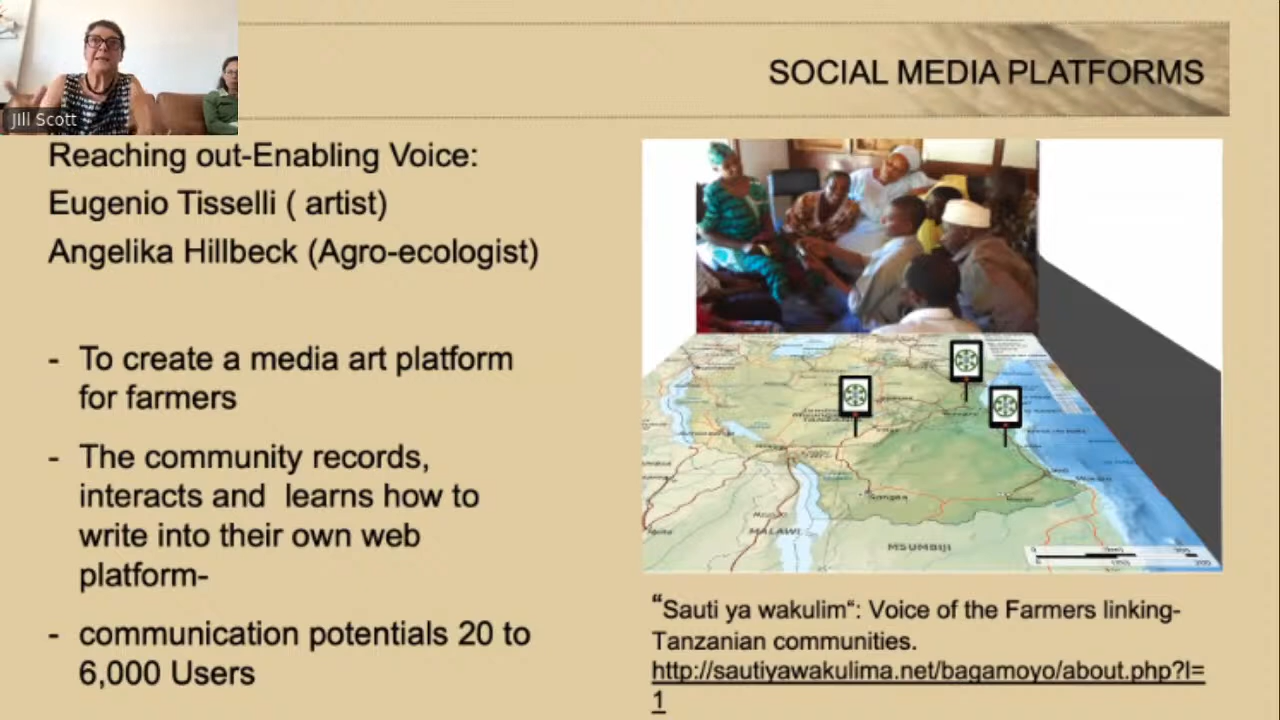 JIll Scott
SOCIAL MEDIA PLATFORMS
Reaching out-Enabling Voice:
Eugenio Tisselli ( artist)
Angelika Hillbeck (Agro-ecologist)
- To create a media art platform
for farmers
- The community records,
interacts and learns how to
write into their own web
platform-
- communication potentials 20 to
6,000 Users
Songea
MALAWI
MSUMBIJI
“Sauti ya wakulim“: Voice of the Farmers linking-
Tanzanian communities.
http://sautiyawakulima.net/bagamoyo/about.php?l=
1